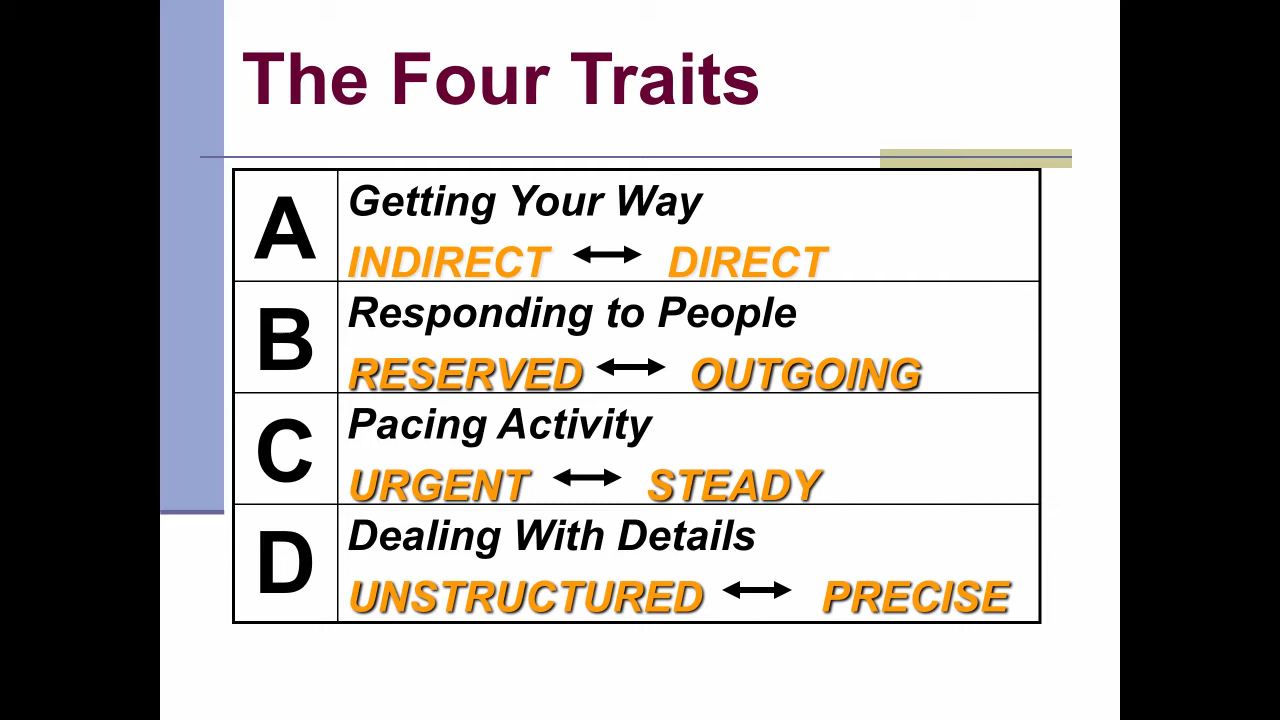 The Four Traits
A
Getting Your Way
INDIRECT DIRECT
B
Responding to People
RESERVED OUTGOING
C
Pacing Activity
URGENT STEADY
D
Dealing With Details
UNSTRUCTURED PRECISE